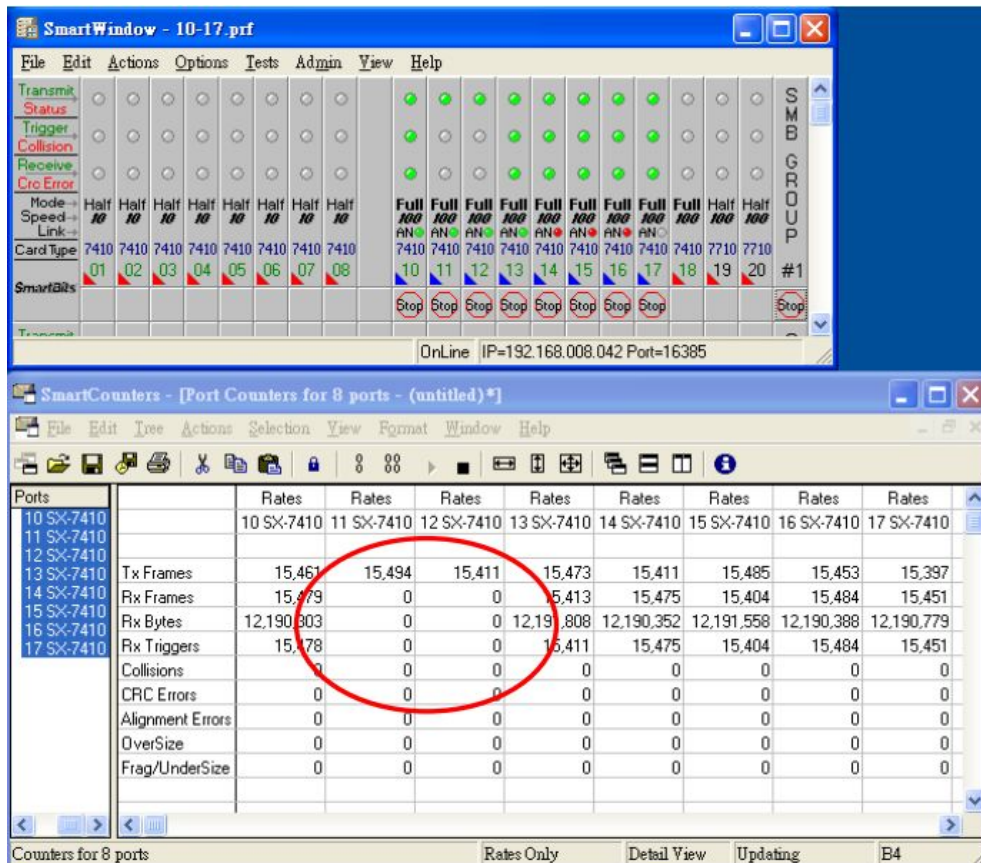 SmartWindow - 10-17.prf
File Edit Actions Options Tests Admin View Help
Transmit
Status
Trigger
Collision
Receive
Crc Error
Mode Half Half Half Half Half Half Half Half Full Full Full Full Full Full Full Full Full Half Half
Speed 10 10 10 10 10 10 10 10 100 100 100 100 100 100 100 100 100 100 100
Link AN AN AN AN AN AN AN AN
Card Type 7410 7410 7410 7410 7410 7410 7410 7410 7410 7410 7410 7410 7410 7410 7410 7410 7410 7710 7710
SmartBits 01 02 03 04 05 06 07 08 10 11 12 13 14 15 16 17 18 19 20 #1
SMB GROUP
Stop Stop Stop Stop Stop Stop Stop Stop Stop
Transmit
OnLine IP=192.168.008.042 Port=16385
SmartCounters - [Port Counters for 8 ports - (untitled)*]
File Edit Tree Actions Selection View Format Window Help
Ports
10 SX-7410
11 SX-7410
12 SX-7410
13 SX-7410
14 SX-7410
15 SX-7410
16 SX-7410
17 SX-7410
Rates Rates Rates Rates Rates Rates Rates Rates
10 SX-7410 11 SX-7410 12 SX-7410 13 SX-7410 14 SX-7410 15 SX-7410 16 SX-7410 17 SX-7410
Tx Frames 15,461 15,494 15,411 15,473 15,411 15,485 15,453 15,397
Rx Frames 15,479 0 0 15,413 15,475 15,404 15,484 15,451
Rx Bytes 12,190,303 0 0 12,191,808 12,190,352 12,191,558 12,190,388 12,190,779
Rx Triggers 15,478 0 0 15,411 15,475 15,404 15,484 15,451
Collisions 0 0 0 0 0 0 0 0
CRC Errors 0 0 0 0 0 0 0 0
Alignment Errors 0 0 0 0 0 0 0 0
OverSize 0 0 0 0 0 0 0 0
Frag/UnderSize 0 0 0 0 0 0 0 0
Counters for 8 ports Rates Only Detail View Updating B4